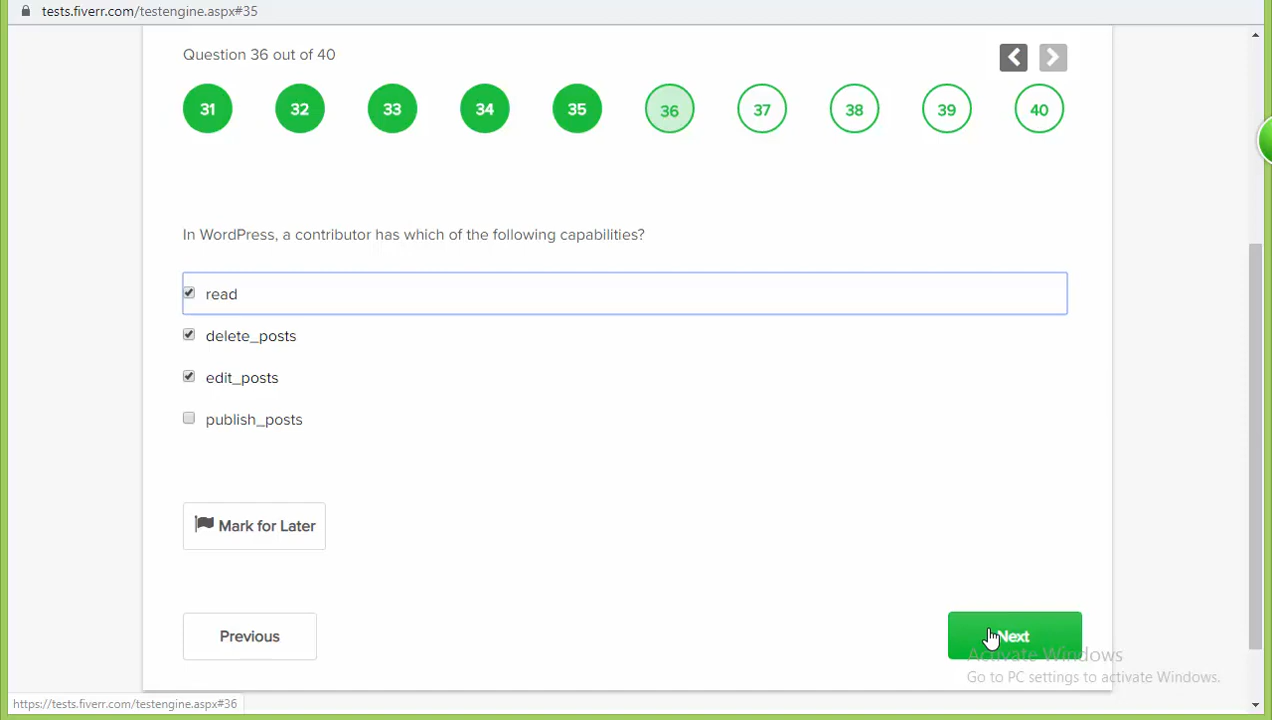 tests.fiverr.com/testengine.aspx#35
Question 36 out of 40
31 32 33 34 35 36 37 38 39 40
In WordPress, a contributor has which of the following capabilities?
read
delete_posts
edit_posts
publish_posts
Mark for Later
Previous
Next
Activate Windows
Go to PC settings to activate Windows.
https://tests.fiverr.com/testengine.aspx#36